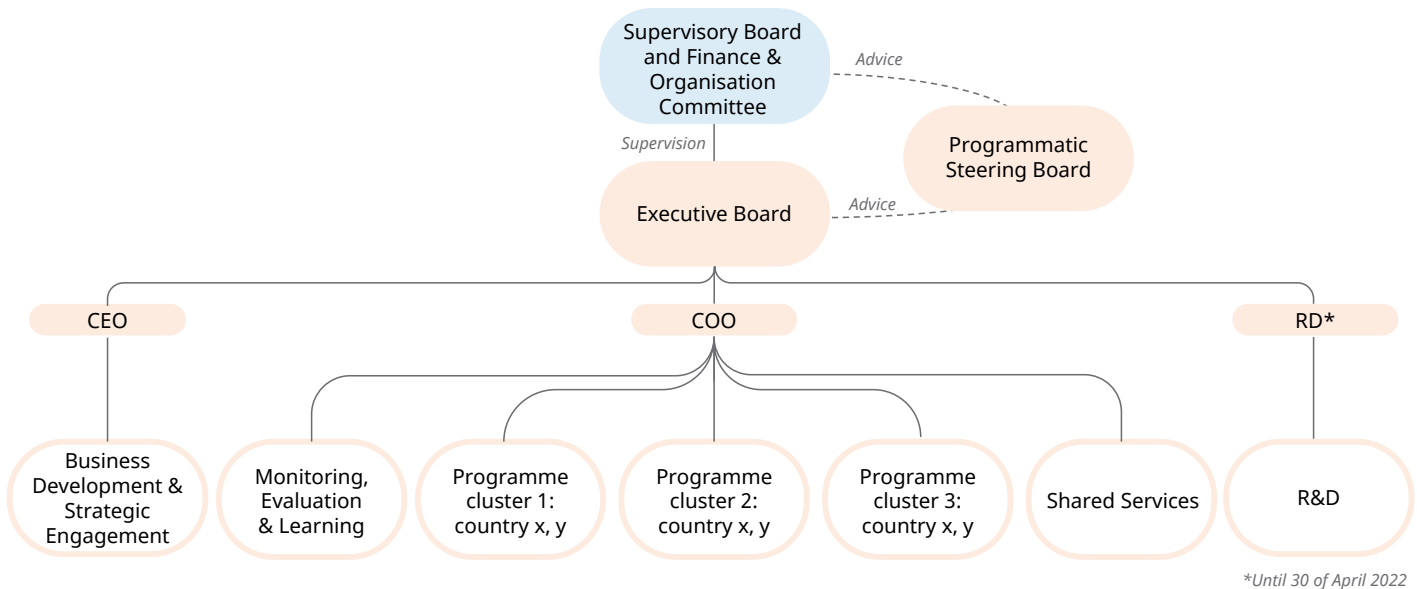 Supervisory Board
and Finance &
Organisation
Committee
Advice
Supervision
Programmatic
Steering Board
Executive Board
Advice
CEO
COO
RD*
Business
Development &
Strategic
Engagement
Monitoring,
Evaluation
& Learning
Programme
cluster 1:
country x, y
Programme
cluster 2:
country x, y
Programme
cluster 3:
country x, y
Shared Services
R&D
*Until 30 of April 2022